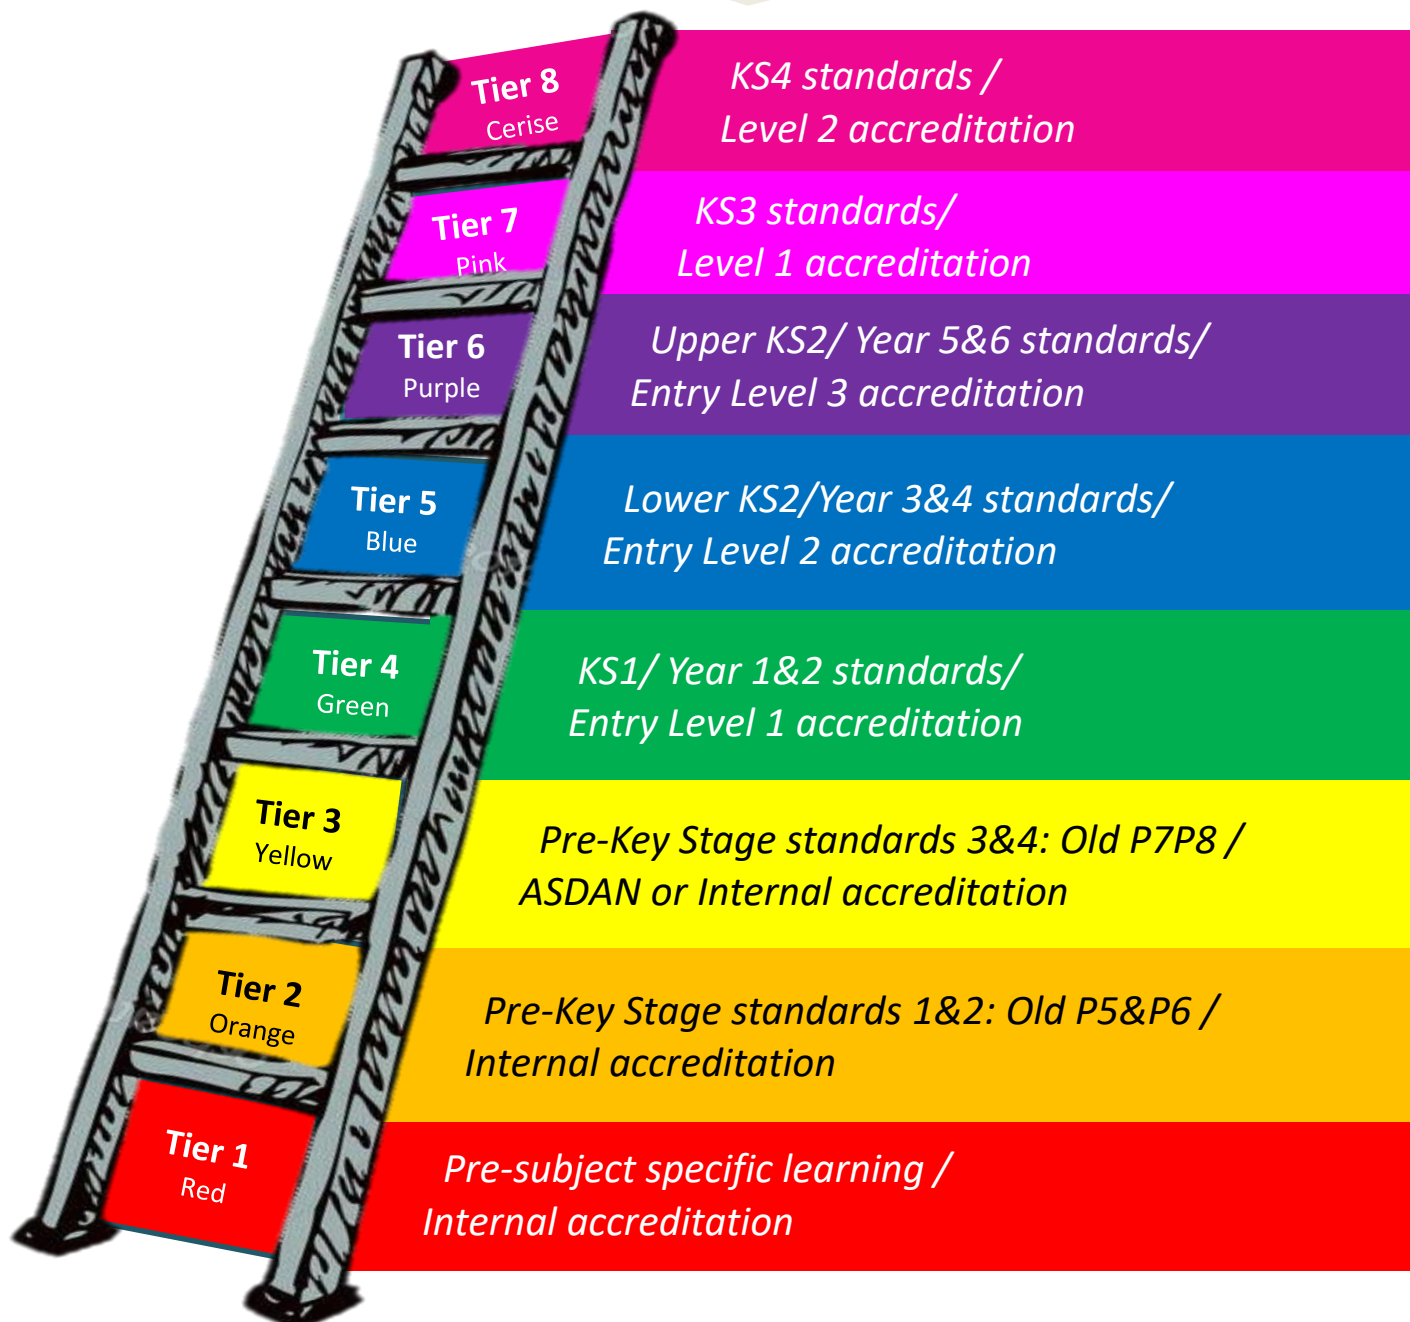 Tier 8
Cerise
KS4 standards /
Level 2 accreditation
Tier 7
Pink
KS3 standards/
Level 1 accreditation
Tier 6
Purple
Upper KS2/ Year 5&6 standards/
Entry Level 3 accreditation
Tier 5
Blue
Lower KS2/Year 3&4 standards/
Entry Level 2 accreditation
Tier 4
Green
KS1/ Year 1&2 standards/
Entry Level 1 accreditation
Tier 3
Yellow
Pre-Key Stage standards 3&4: Old P7P8 /
ASDAN or Internal accreditation
Tier 2
Orange
Pre-Key Stage standards 1&2: Old P5&P6 /
Internal accreditation
Tier 1
Red
Pre-subject specific learning /
Internal accreditation